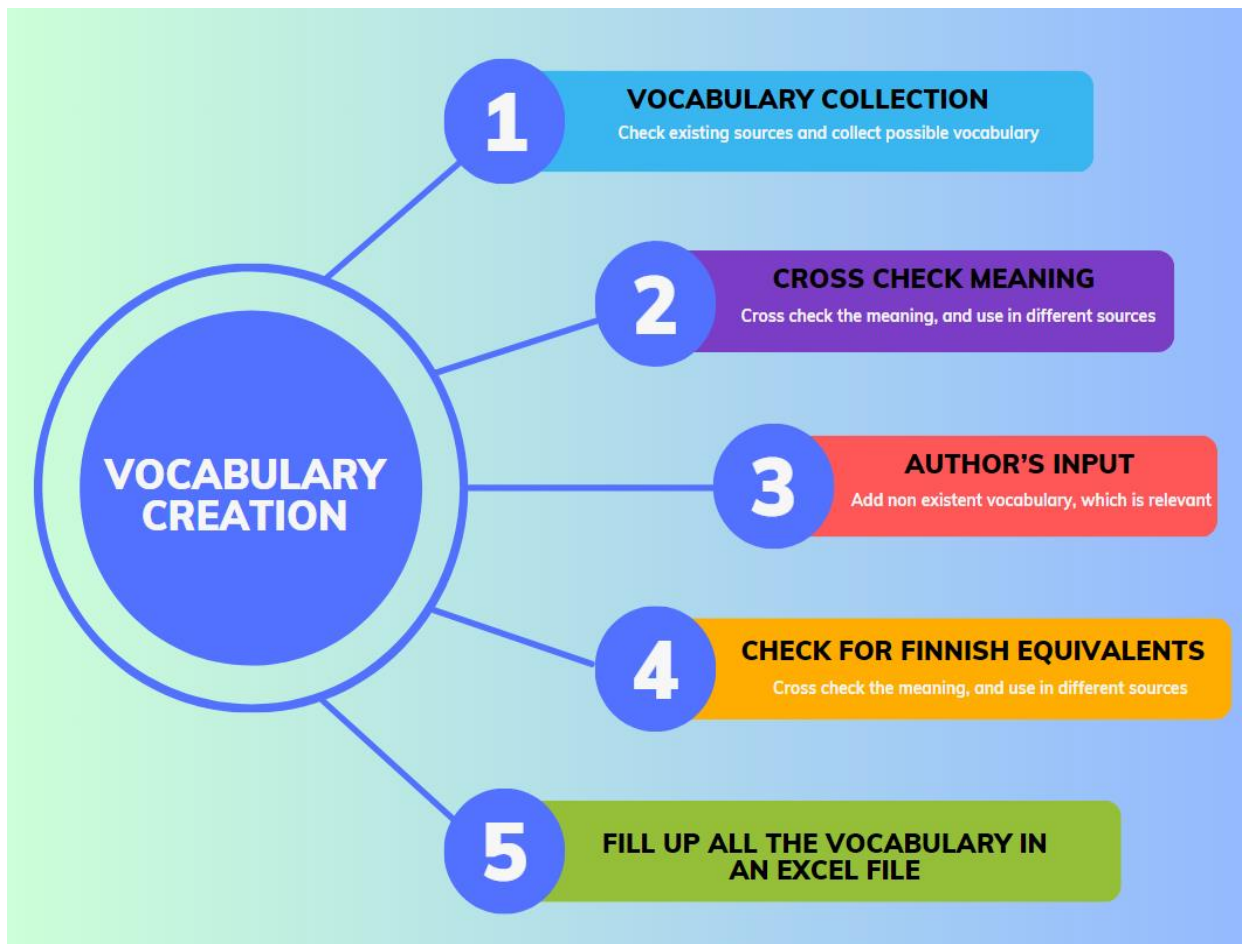 VOCABULARY
CREATION
1
VOCABULARY COLLECTION
Check existing sources and collect possible vocabulary
2
CROSS CHECK MEANING
Cross check the meaning, and use in different sources
3
AUTHOR'S INPUT
Add non existent vocabulary, which is relevant
4
CHECK FOR FINNISH EQUIVALENTS
Cross check the meaning, and use in different sources
5
FILL UP ALL THE VOCABULARY IN
AN EXCEL FILE